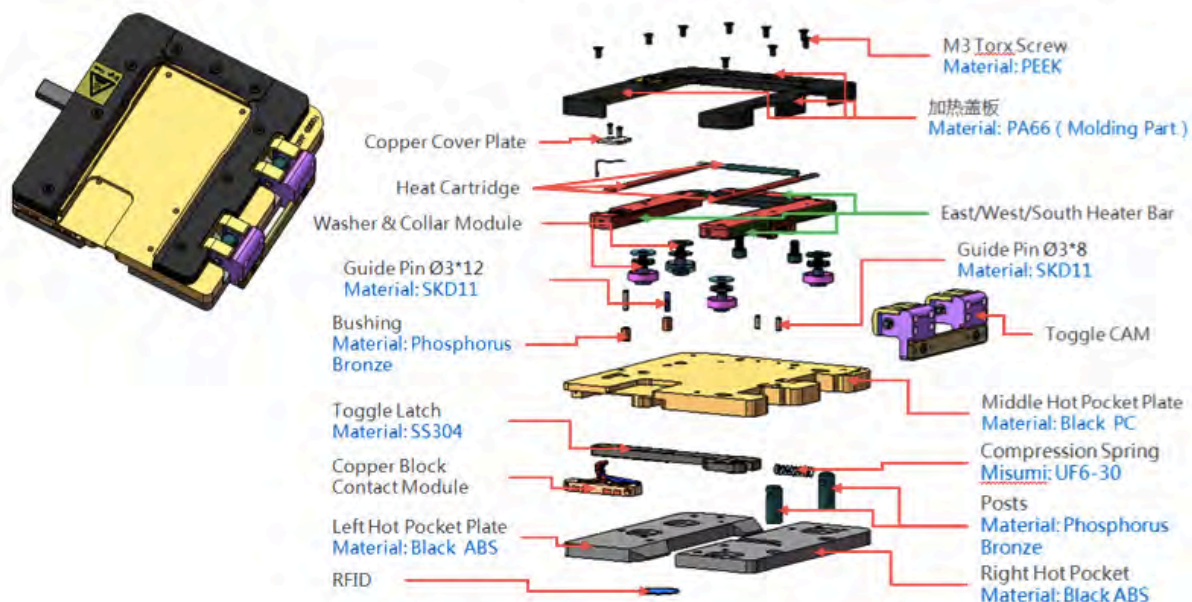 M3 Torx Screw
Material: PEEK
加热盖板
Material: PA66 ( Molding Part )
Copper Cover Plate
Heat Cartridge
Washer & Collar Module
East/West/South Heater Bar
Guide Pin Ø3*12
Material: SKD11
Guide Pin Ø3*8
Material: SKD11
Bushing
Material: Phosphorus
Bronze
Toggle CAM
Toggle Latch
Material: SS304
Middle Hot Pocket Plate
Material: Black PC
Copper Block
Contact Module
Compression Spring
Misumi: UF6-30
Posts
Material: Phosphorus
Bronze
Left Hot Pocket Plate
Material: Black ABS
Right Hot Pocket
Material: Black ABS
RFID